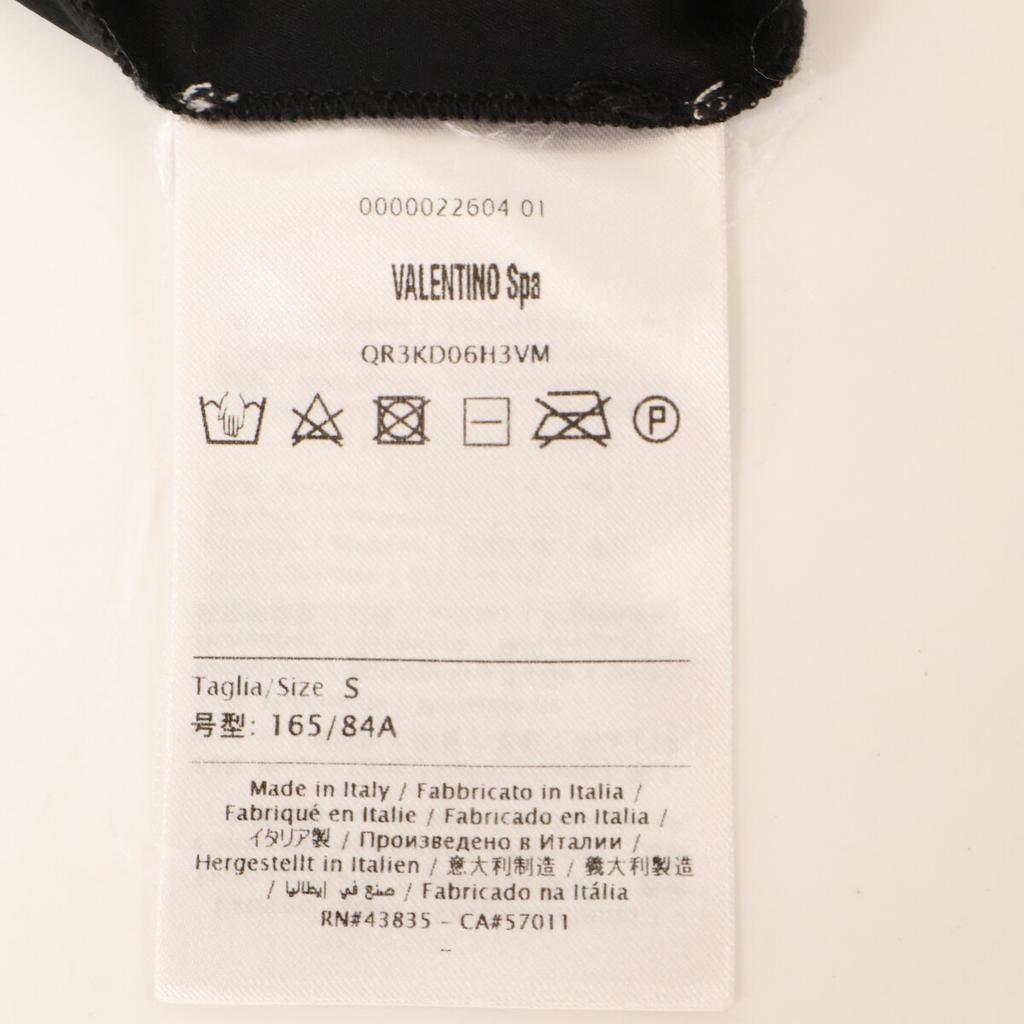 0000022604 01
VALENTINO Spa
QR3KD06H3VM
P
Taglia/Size S
号型: 165/84A
Made in Italy / Fabbricato in Italia /
Fabriqué en Italie / Fabricado en Italia /
イタリア製 / Произведено в Италии /
Hergestellt in Italien / 意大利制造 / 義大利製造
/ صنع في إيطاليا / Fabricado na Itália
RN#43835 - CA#57011
-